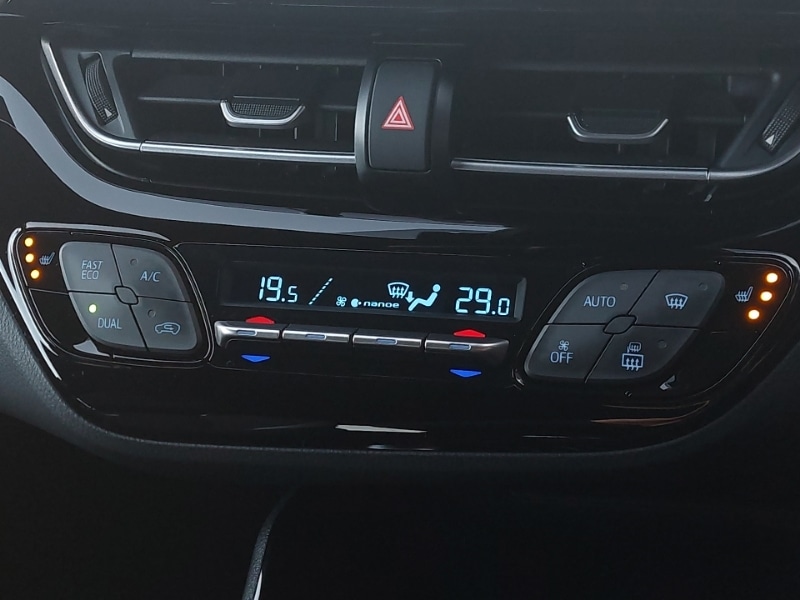 FAST
ECO
A/C
DUAL
19.5
nanoe
29.0
AUTO
OFF